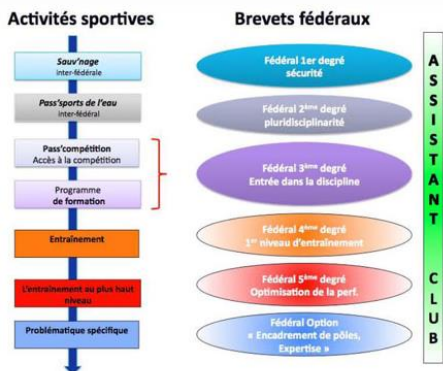 Activités sportives
Sauv'nage
inter-fédérale
Pass'sports de l'eau
inter-fédéral
Pass'compétition
Accès à la compétition
Programme
de formation
Entraînement
L'entraînement au plus haut
niveau
Problématique spécifique
Brevets fédéraux
Fédéral 1er degré
sécurité
Fédéral 2ème degré
pluridisciplinarité
Fédéral 3ème degré
Entrée dans la discipline
Fédéral 4ème degré
1er niveau d'entrainement
Fédéral 5ème degré
Optimisation de la perf.
Fédéral Option
« Encadrement de pôles,
Expertise »
ASSISTANT CLUB